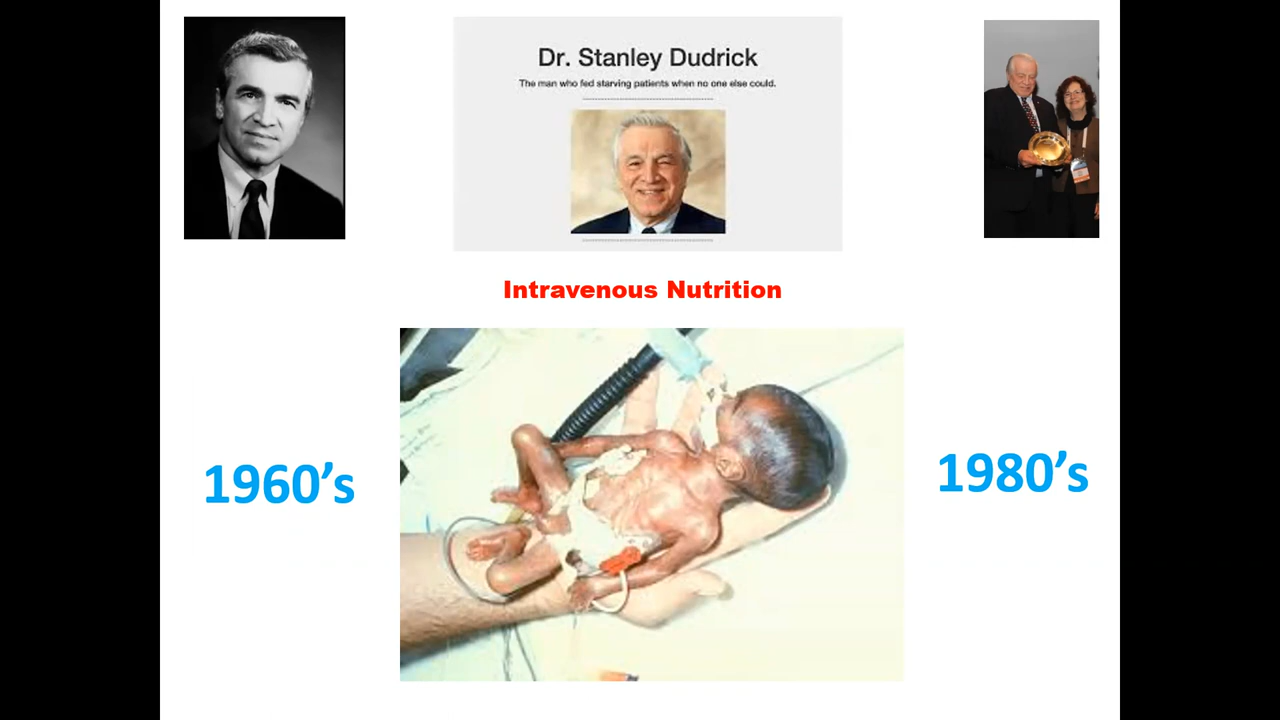 Dr. Stanley Dudrick
The man who fed starving patients when no one else could.
Intravenous Nutrition
1960’s
1980’s